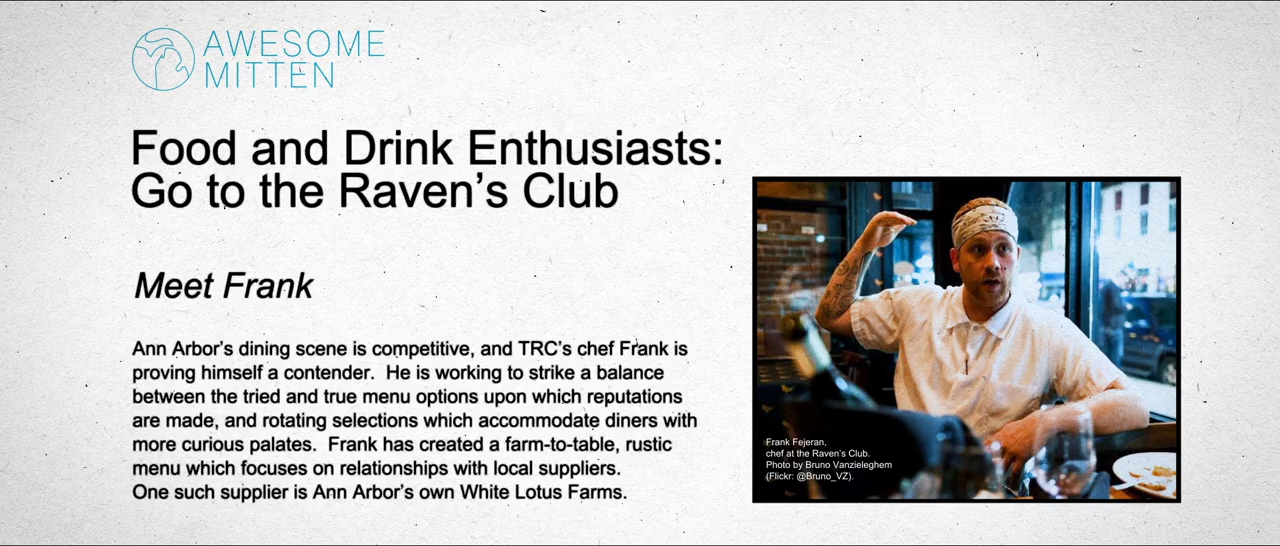 AWESOME
MITTEN
Food and Drink Enthusiasts:
Go to the Raven's Club
Meet Frank
Ann Arbor's dining scene is competitive, and TRC's chef Frank is
proving himself a contender.  He is working to strike a balance
between the tried and true menu options upon which reputations
are made, and rotating selections which accommodate diners with
more curious palates.  Frank has created a farm-to-table, rustic
menu which focuses on relationships with local suppliers.
One such supplier is Ann Arbor's own White Lotus Farms.
Frank Fejeran,
chef at the Raven's Club.
Photo by Bruno Vanzieleghem
(Flickr: @Bruno_VZ).